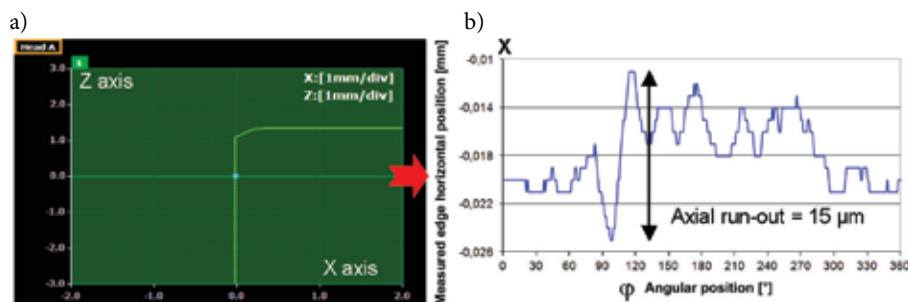 a)
Head A
1
Z axis
X:[1mm/div]
Z:[1mm/div]
3.0
2.0
1.0
0.0
-1.0
-2.0
-3.0
X axis
-2.0 -1.0 0.0 1.0 2.0
b)
X
Measured edge horizontal position [mm]
-0,01
-0,014
-0,018
-0,022
-0,026
Axial run-out = 15 µm
0 30 60 90 120 150 180 210 240 270 300 330 360
φ Angular position [°]